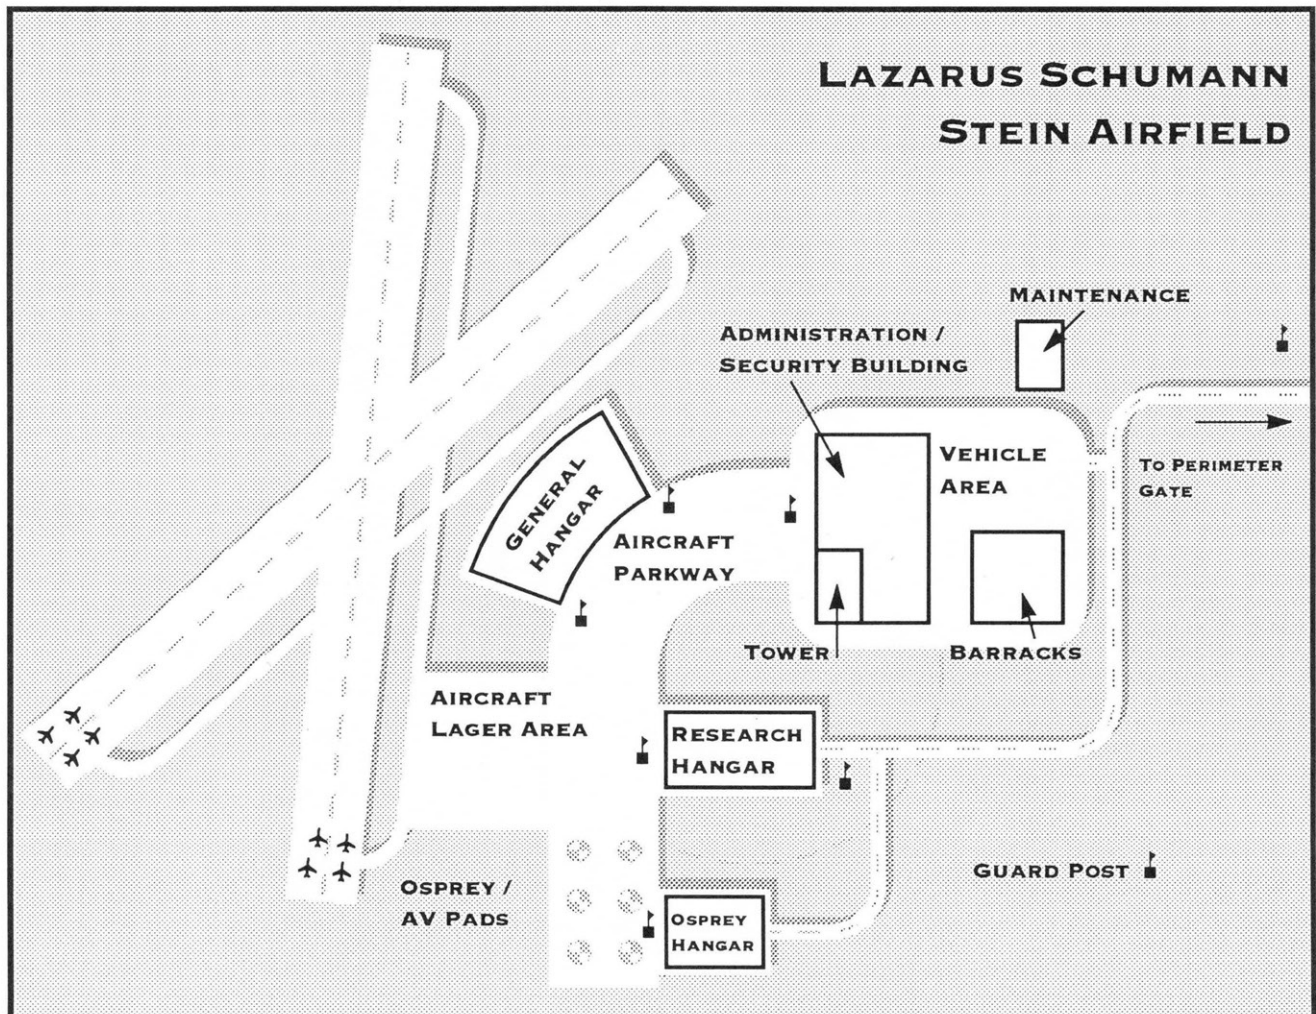 LAZARUS SCHUMANN
STEIN AIRFIELD
MAINTENANCE
ADMINISTRATION /
SECURITY BUILDING
VEHICLE
AREA
TO PERIMETER
GATE
GENERAL
HANGAR
AIRCRAFT
PARKWAY
TOWER
BARRACKS
AIRCRAFT
LAGER AREA
RESEARCH
HANGAR
OSPREY /
AV PADS
OSPREY
HANGAR
GUARD POST